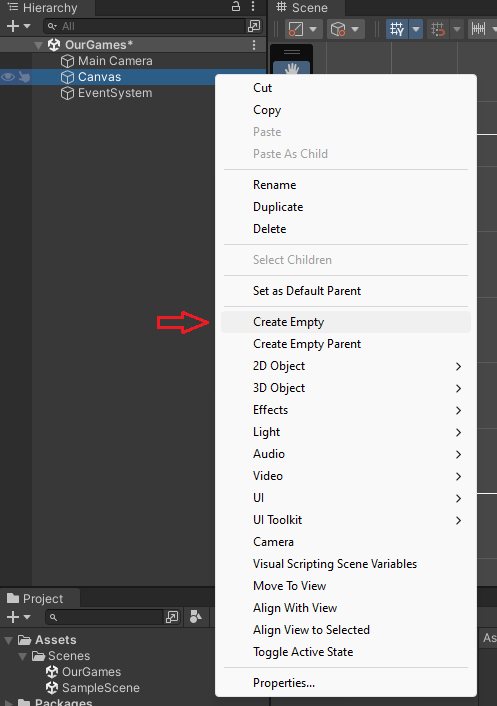 Hierarchy
Scene
All
OurGames*
Main Camera
Canvas
EventSystem
Cut
Copy
Paste
Paste As Child
Rename
Duplicate
Delete
Select Children
Set as Default Parent
Create Empty
Create Empty Parent
2D Object
3D Object
Effects
Light
Audio
Video
UI
UI Toolkit
Camera
Visual Scripting Scene Variables
Move To View
Align With View
Align View to Selected
Toggle Active State
Properties...
Project
Assets
As
Scenes
OurGames
SampleScene
Packages